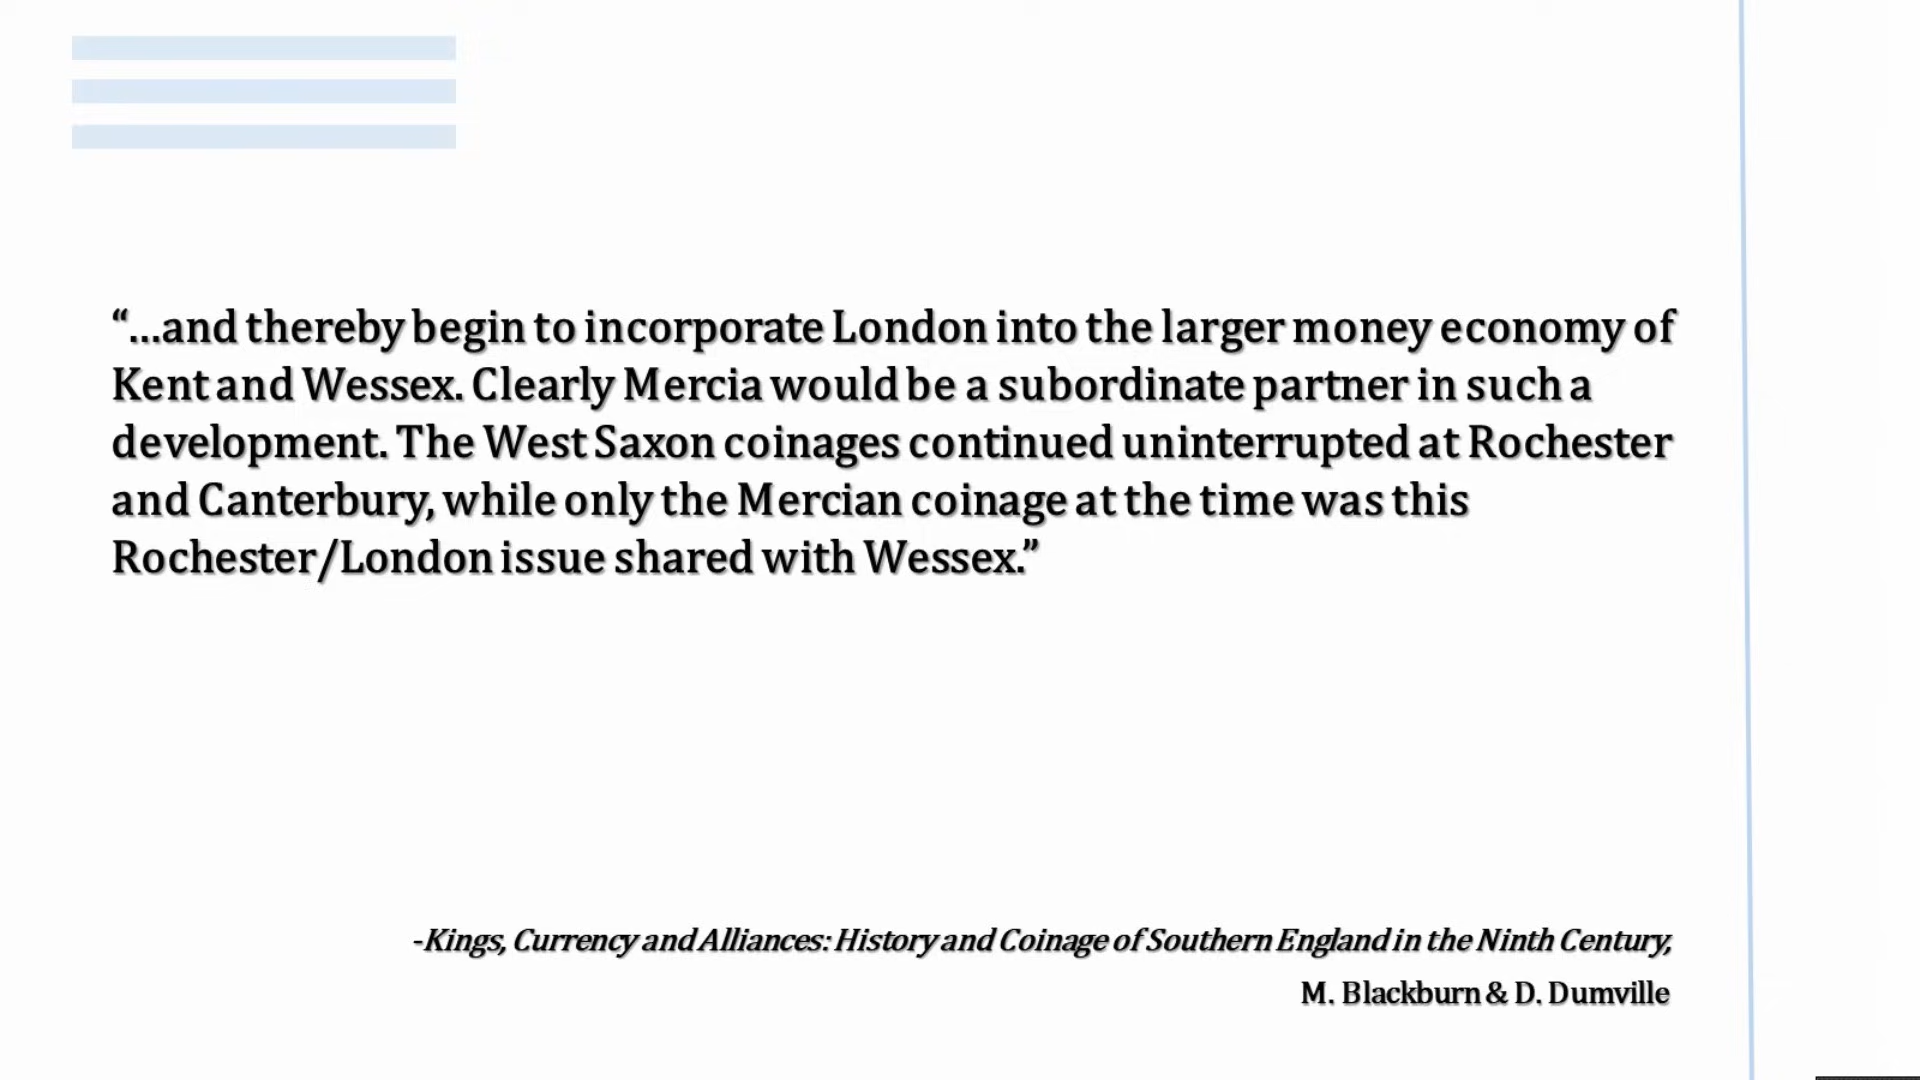 “...and thereby begin to incorporate London into the larger money economy of
Kent and Wessex. Clearly Mercia would be a subordinate partner in such a
development. The West Saxon coinages continued uninterrupted at Rochester
and Canterbury, while only the Mercian coinage at the time was this
Rochester/London issue shared with Wessex.”
-Kings, Currency and Alliances: History and Coinage of Southern England in the Ninth Century,
M. Blackburn & D. Dumville